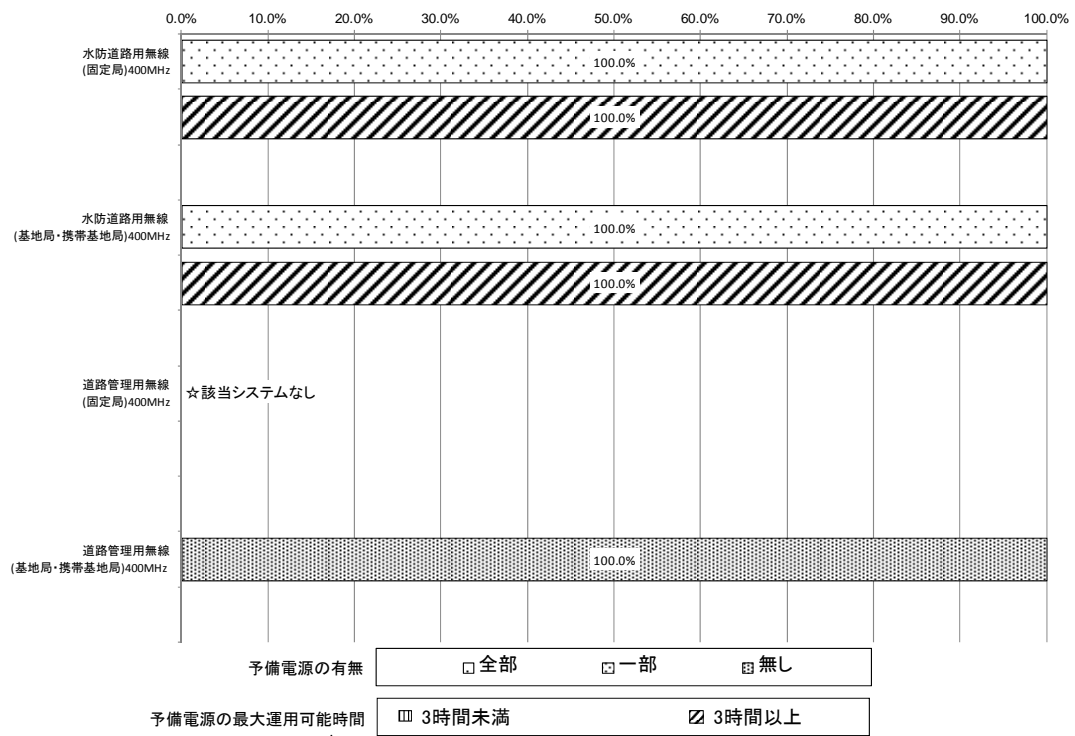 0.0% 10.0% 20.0% 30.0% 40.0% 50.0% 60.0% 70.0% 80.0% 90.0% 100.0%
水防道路用無線
(固定局)400MHz
100.0%
100.0%
水防道路用無線
(基地局・携帯基地局)400MHz
100.0%
100.0%
道路管理用無線
(固定局)400MHz
☆該当システムなし
道路管理用無線
(基地局・携帯基地局)400MHz
100.0%
予備電源の有無 全部 一部 無し
予備電源の最大運用可能時間 3時間未満 3時間以上